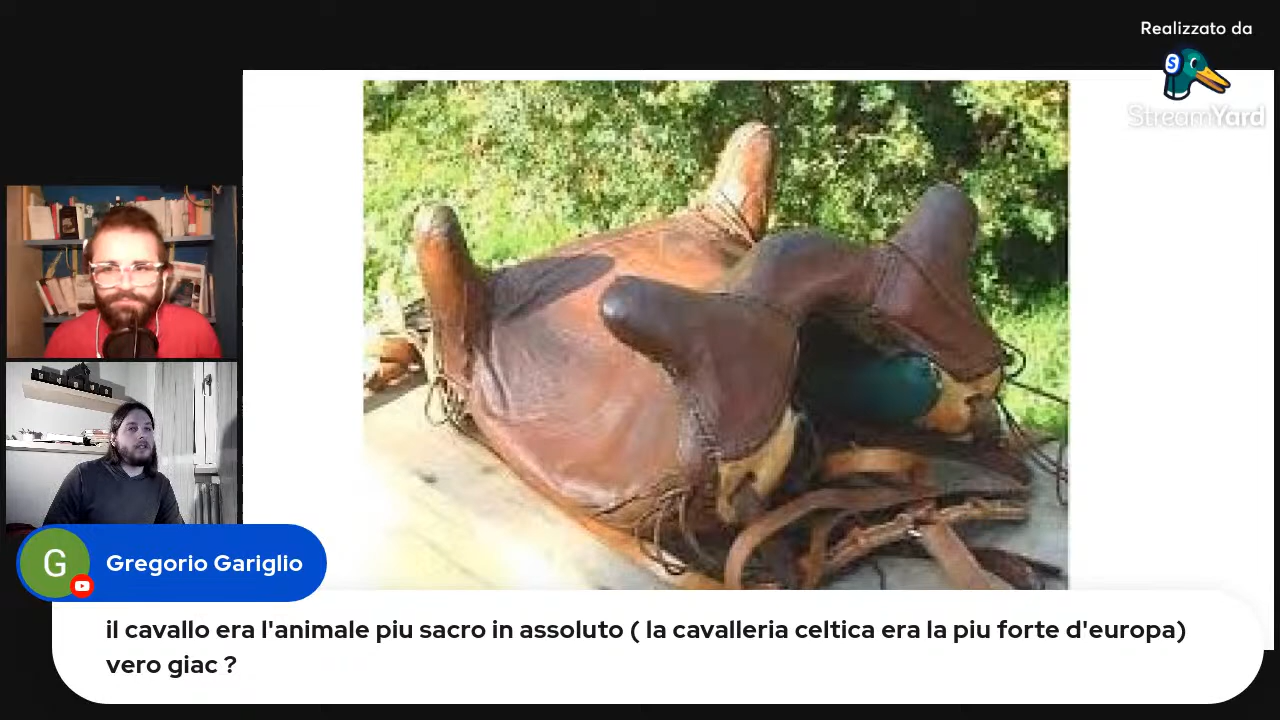 Realizzato da
StreamYard
G
Gregorio Gariglio
il cavallo era l'animale piu sacro in assoluto ( la cavalleria celtica era la piu forte d'europa)
vero giac ?